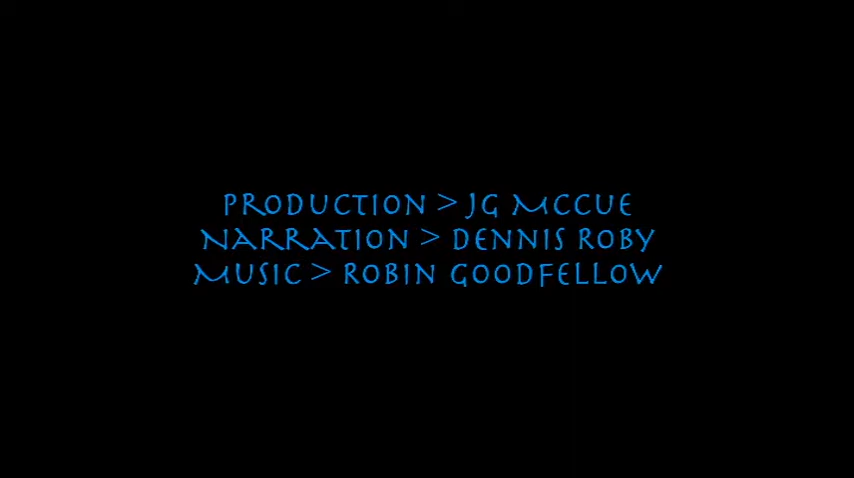 Production > JG McCue
Narration > Dennis Roby
Music > Robin Goodfellow